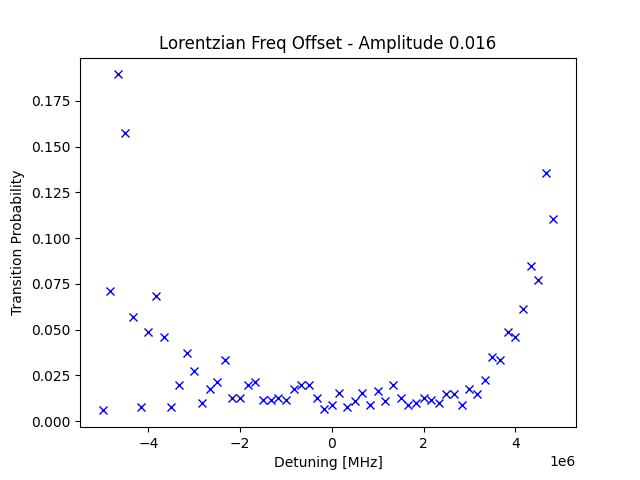 Lorentzian Freq Offset - Amplitude 0.016
0.175
0.150
0.125
0.100
0.075
0.050
0.025
0.000
Transition Probability
−4 −2 0 2 4
1e6
Detuning [MHz]